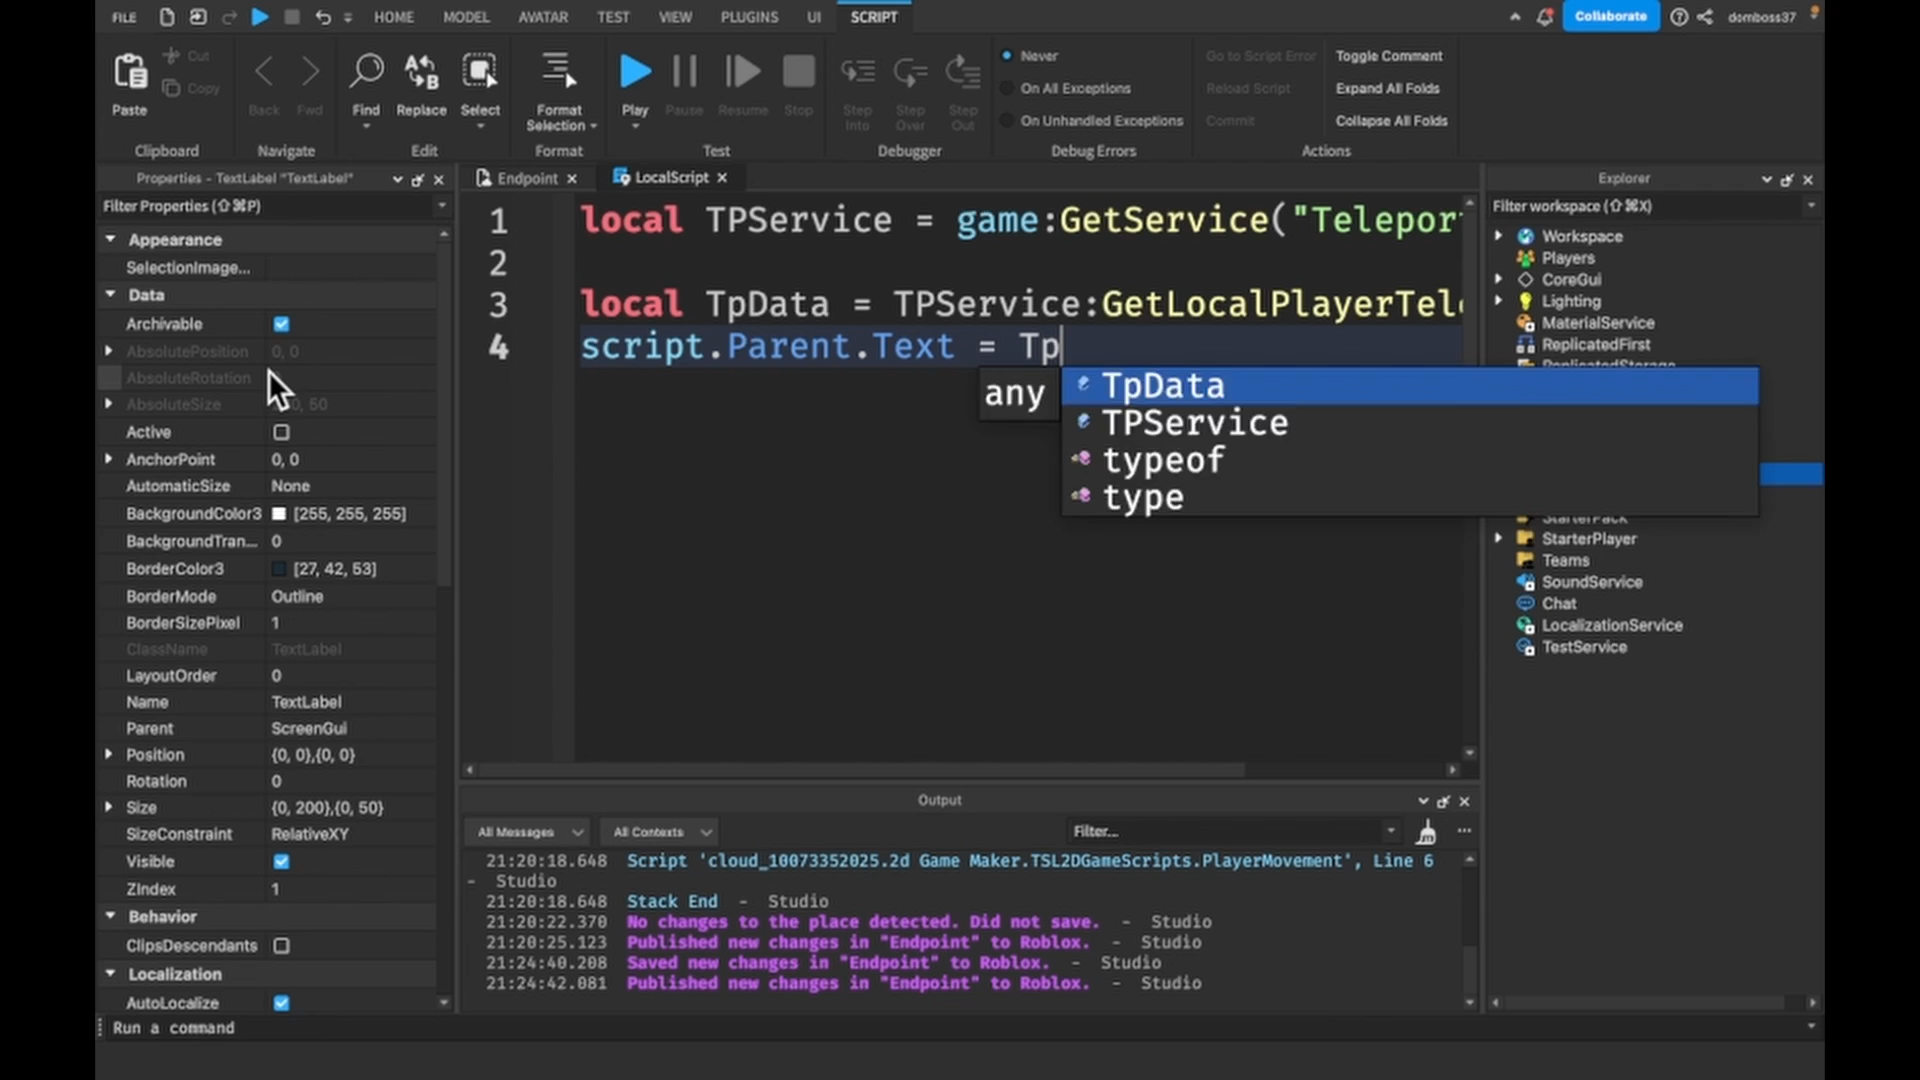 FILE HOME MODEL AVATAR TEST VIEW PLUGINS UI SCRIPT Collaborate domboss37
Paste Cut Copy
Back Fwd
Find Replace Select
Format Selection
Play Pause Resume Stop
Step Into Step Over Step Out
Never
On All Exceptions
On Unhandled Exceptions
Go to Script Error
Reload Script
Commit
Toggle Comment
Expand All Folds
Collapse All Folds
Clipboard Navigate Edit Format Test Debugger Debug Errors Actions
Properties - TextLabel "TextLabel"
Filter Properties (⇧⌘P)
Appearance
SelectionImage...
Data
Archivable
AbsolutePosition 0, 0
AbsoluteRotation
AbsoluteSize 50
Active
AnchorPoint 0, 0
AutomaticSize None
BackgroundColor3 [255, 255, 255]
BackgroundTran... 0
BorderColor3 [27, 42, 53]
BorderMode Outline
BorderSizePixel 1
ClassName TextLabel
LayoutOrder 0
Name TextLabel
Parent ScreenGui
Position {0, 0},{0, 0}
Rotation 0
Size {0, 200},{0, 50}
SizeConstraint RelativeXY
Visible
ZIndex 1
Behavior
ClipsDescendants
Localization
AutoLocalize
Run a command
Endpoint
LocalScript
1 local TPService = game:GetService("Telepor
2
3 local TpData = TPService:GetLocalPlayerTel
4 script.Parent.Text = Tp
any
TpData
TPService
typeof
type
Output
All Messages All Contexts Filter...
21:20:18.648 Script 'cloud_10073352025.2d Game Maker.TSL2DGameScripts.PlayerMovement', Line 6
- Studio
21:20:18.648 Stack End - Studio
21:20:22.370 No changes to the place detected. Did not save. - Studio
21:20:25.123 Published new changes in "Endpoint" to Roblox. - Studio
21:24:40.208 Saved new changes in "Endpoint" to Roblox. - Studio
21:24:42.081 Published new changes in "Endpoint" to Roblox. - Studio
Explorer
Filter workspace (⇧⌘X)
Workspace
Players
CoreGui
Lighting
MaterialService
ReplicatedFirst
ReplicatedStorage
StarterPack
StarterPlayer
Teams
SoundService
Chat
LocalizationService
TestService